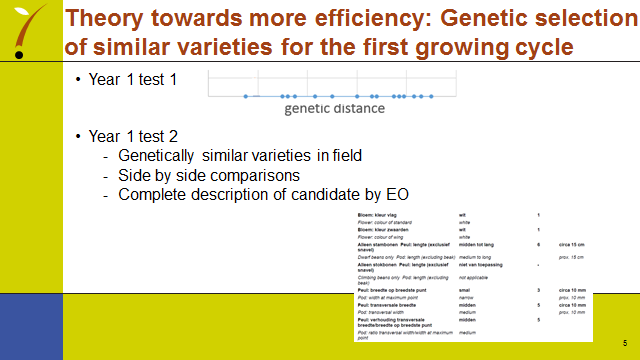 Theory towards more efficiency: Genetic selection
of similar varieties for the first growing cycle
• Year 1 test 1
genetic distance
• Year 1 test 2
- Genetically similar varieties in field
- Side by side comparisons
- Complete description of candidate by EO
Bloem: kleur vlag wit 1
Flower: colour of standard white
Bloem: kleur zwaarden wit 1
Flower: colour of wing white
Alleen stambonen Peul: lengte (exclusief midden tot lang 6 circa 15 cm
snavel)
Dwarf beans only Pod: length (excluding beak) medium to long prox. 15 cm
Alleen stokbonen Peul: lengte (exclusief niet van toepassing -
snavel)
Climbing beans only Pod: length (excluding not applicable
beak)
Peul: breedte op breedste punt smal 3 circa 10 mm
Pod: width at maximum point narrow prox. 10 mm
Peul: transversale breedte midden 5 circa 10 mm
Pod: transversal width medium prox. 10 mm
Peul: verhouding transversale midden 5
breedte/breedte op breedste punt
Pod: ratio transversal width/width at maximum medium
point
5